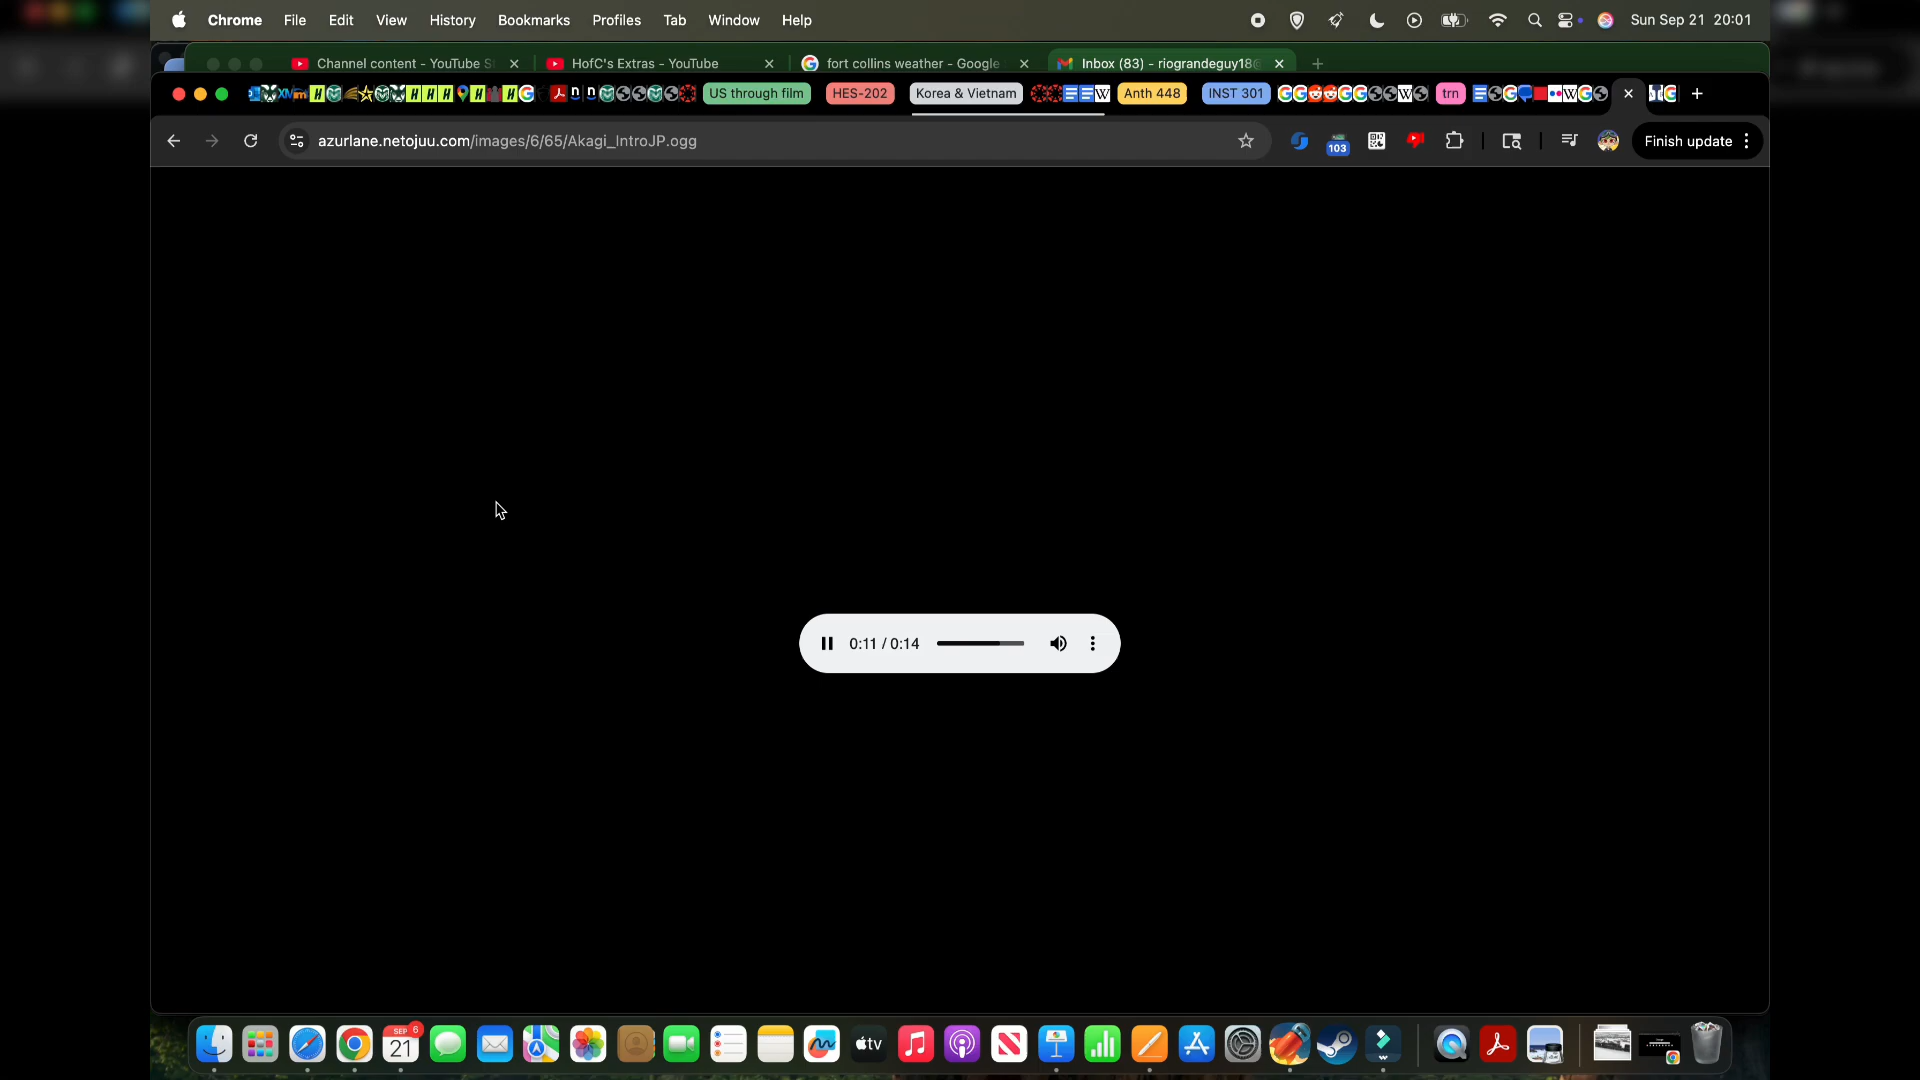 Chrome File Edit View History Bookmarks Profiles Tab Window Help Sun Sep 21 20:01
Channel content - YouTube S HofC's Extras - YouTube fort collins weather - Google Inbox (83) - riograndeguy18@
US through film HES-202 Korea & Vietnam Anth 448 INST 301 trn
azurlane.netojuu.com/images/6/65/Akagi_IntroJP.ogg 103 Finish update
0:11 / 0:14
SEP 6
21
tv